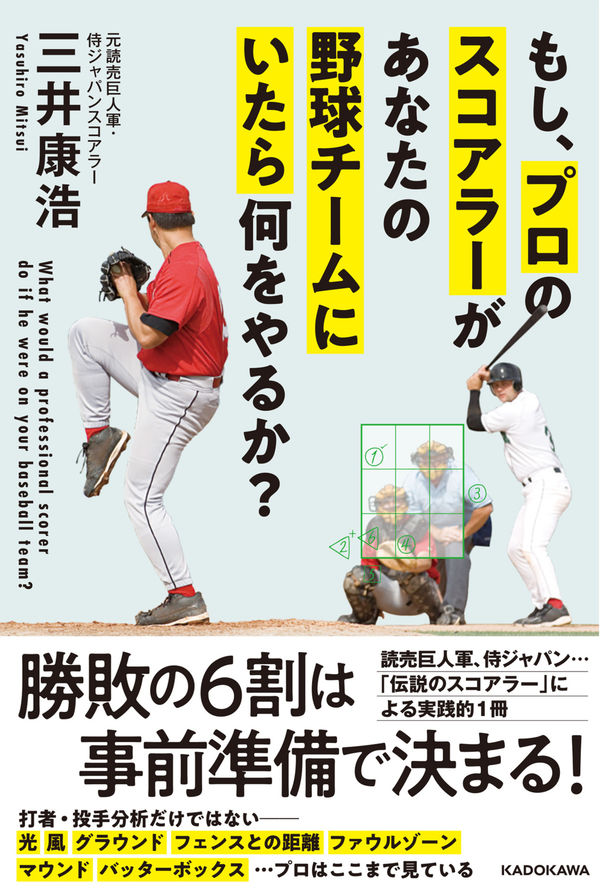 もし、プロの
スコアラーが
あなたの
野球チームに
いたら何をやるか?
元読売巨人軍・
侍ジャパンスコアラー
三井康浩
Yasuhiro Mitsui
What would a professional scorer
do if he were on your baseball team?
1
3
2
+
6
4
5
勝敗の6割は
事前準備で決まる!
読売巨人軍、侍ジャパン…
「伝説のスコアラー」に
よる実践的1冊
打者・投手分析だけではない――
光 風 グラウンド フェンスとの距離 ファウルゾーン
マウンド バッターボックス …プロはここまで見ている
KADOKAWA